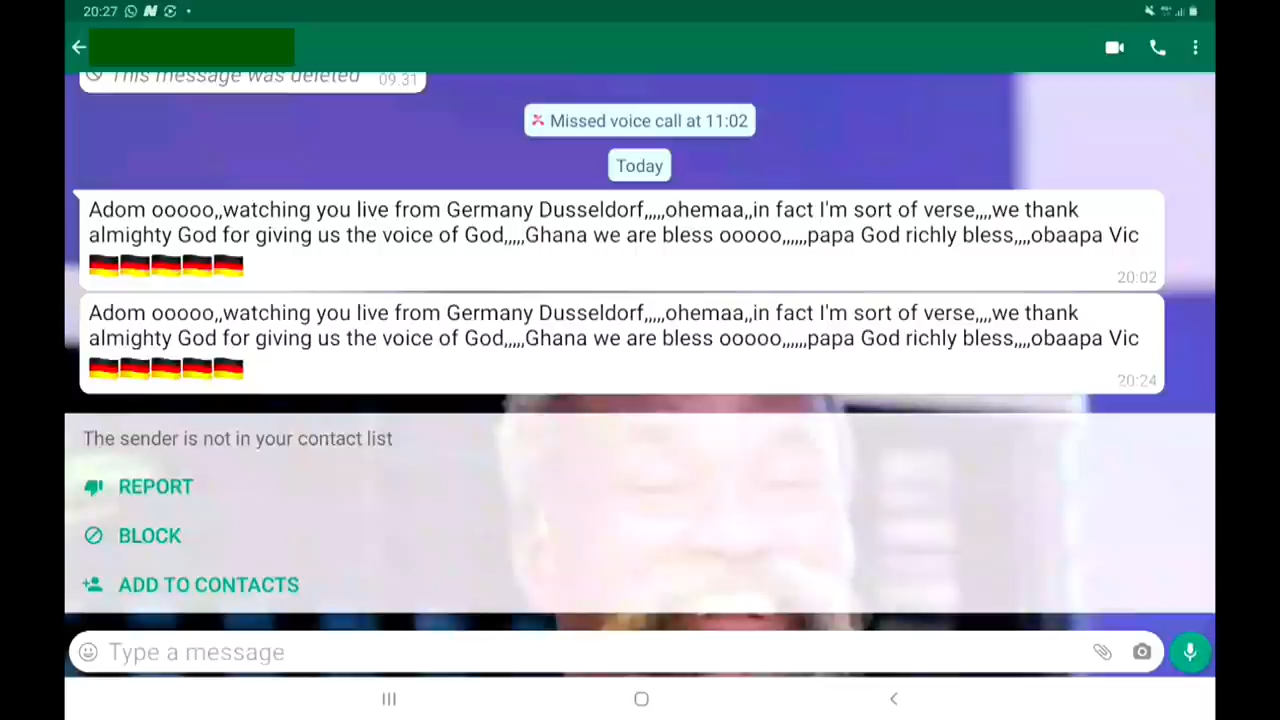 20:27
This message was deleted 09.31
Missed voice call at 11:02
Today
Adom ooooo,,watching you live from Germany Dusseldorf,,,,,ohemaa,,in fact I'm sort of verse,,,,we thank
almighty God for giving us the voice of God,,,,,Ghana we are bless ooooo,,,,,,papa God richly bless,,,,obaapa Vic
🇩🇪🇩🇪🇩🇪🇩🇪🇩🇪
20:02
Adom ooooo,,watching you live from Germany Dusseldorf,,,,,ohemaa,,in fact I'm sort of verse,,,,we thank
almighty God for giving us the voice of God,,,,,Ghana we are bless ooooo,,,,,,papa God richly bless,,,,obaapa Vic
🇩🇪🇩🇪🇩🇪🇩🇪🇩🇪
20:24
The sender is not in your contact list
REPORT
BLOCK
ADD TO CONTACTS
Type a message